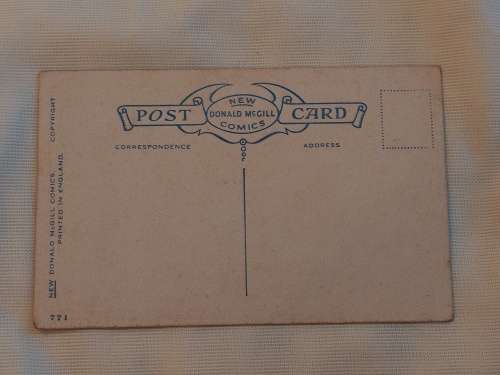 NEW
POST DONALD McGILL CARD
COMICS
CORRESPONDENCE ADDRESS
NEW DONALD McGILL COMICS. COPYRIGHT
PRINTED IN ENGLAND.
771